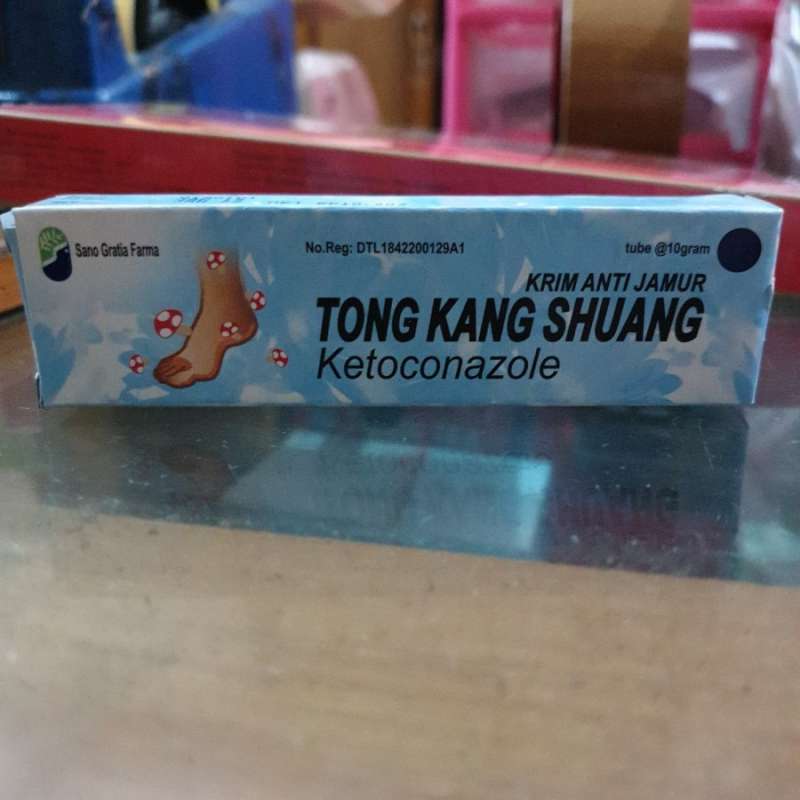 Sano Gratia Farma
No.Reg: DTL1842200129A1
tube @10gram
KRIM ANTI JAMUR
TONG KANG SHUANG
Ketoconazole